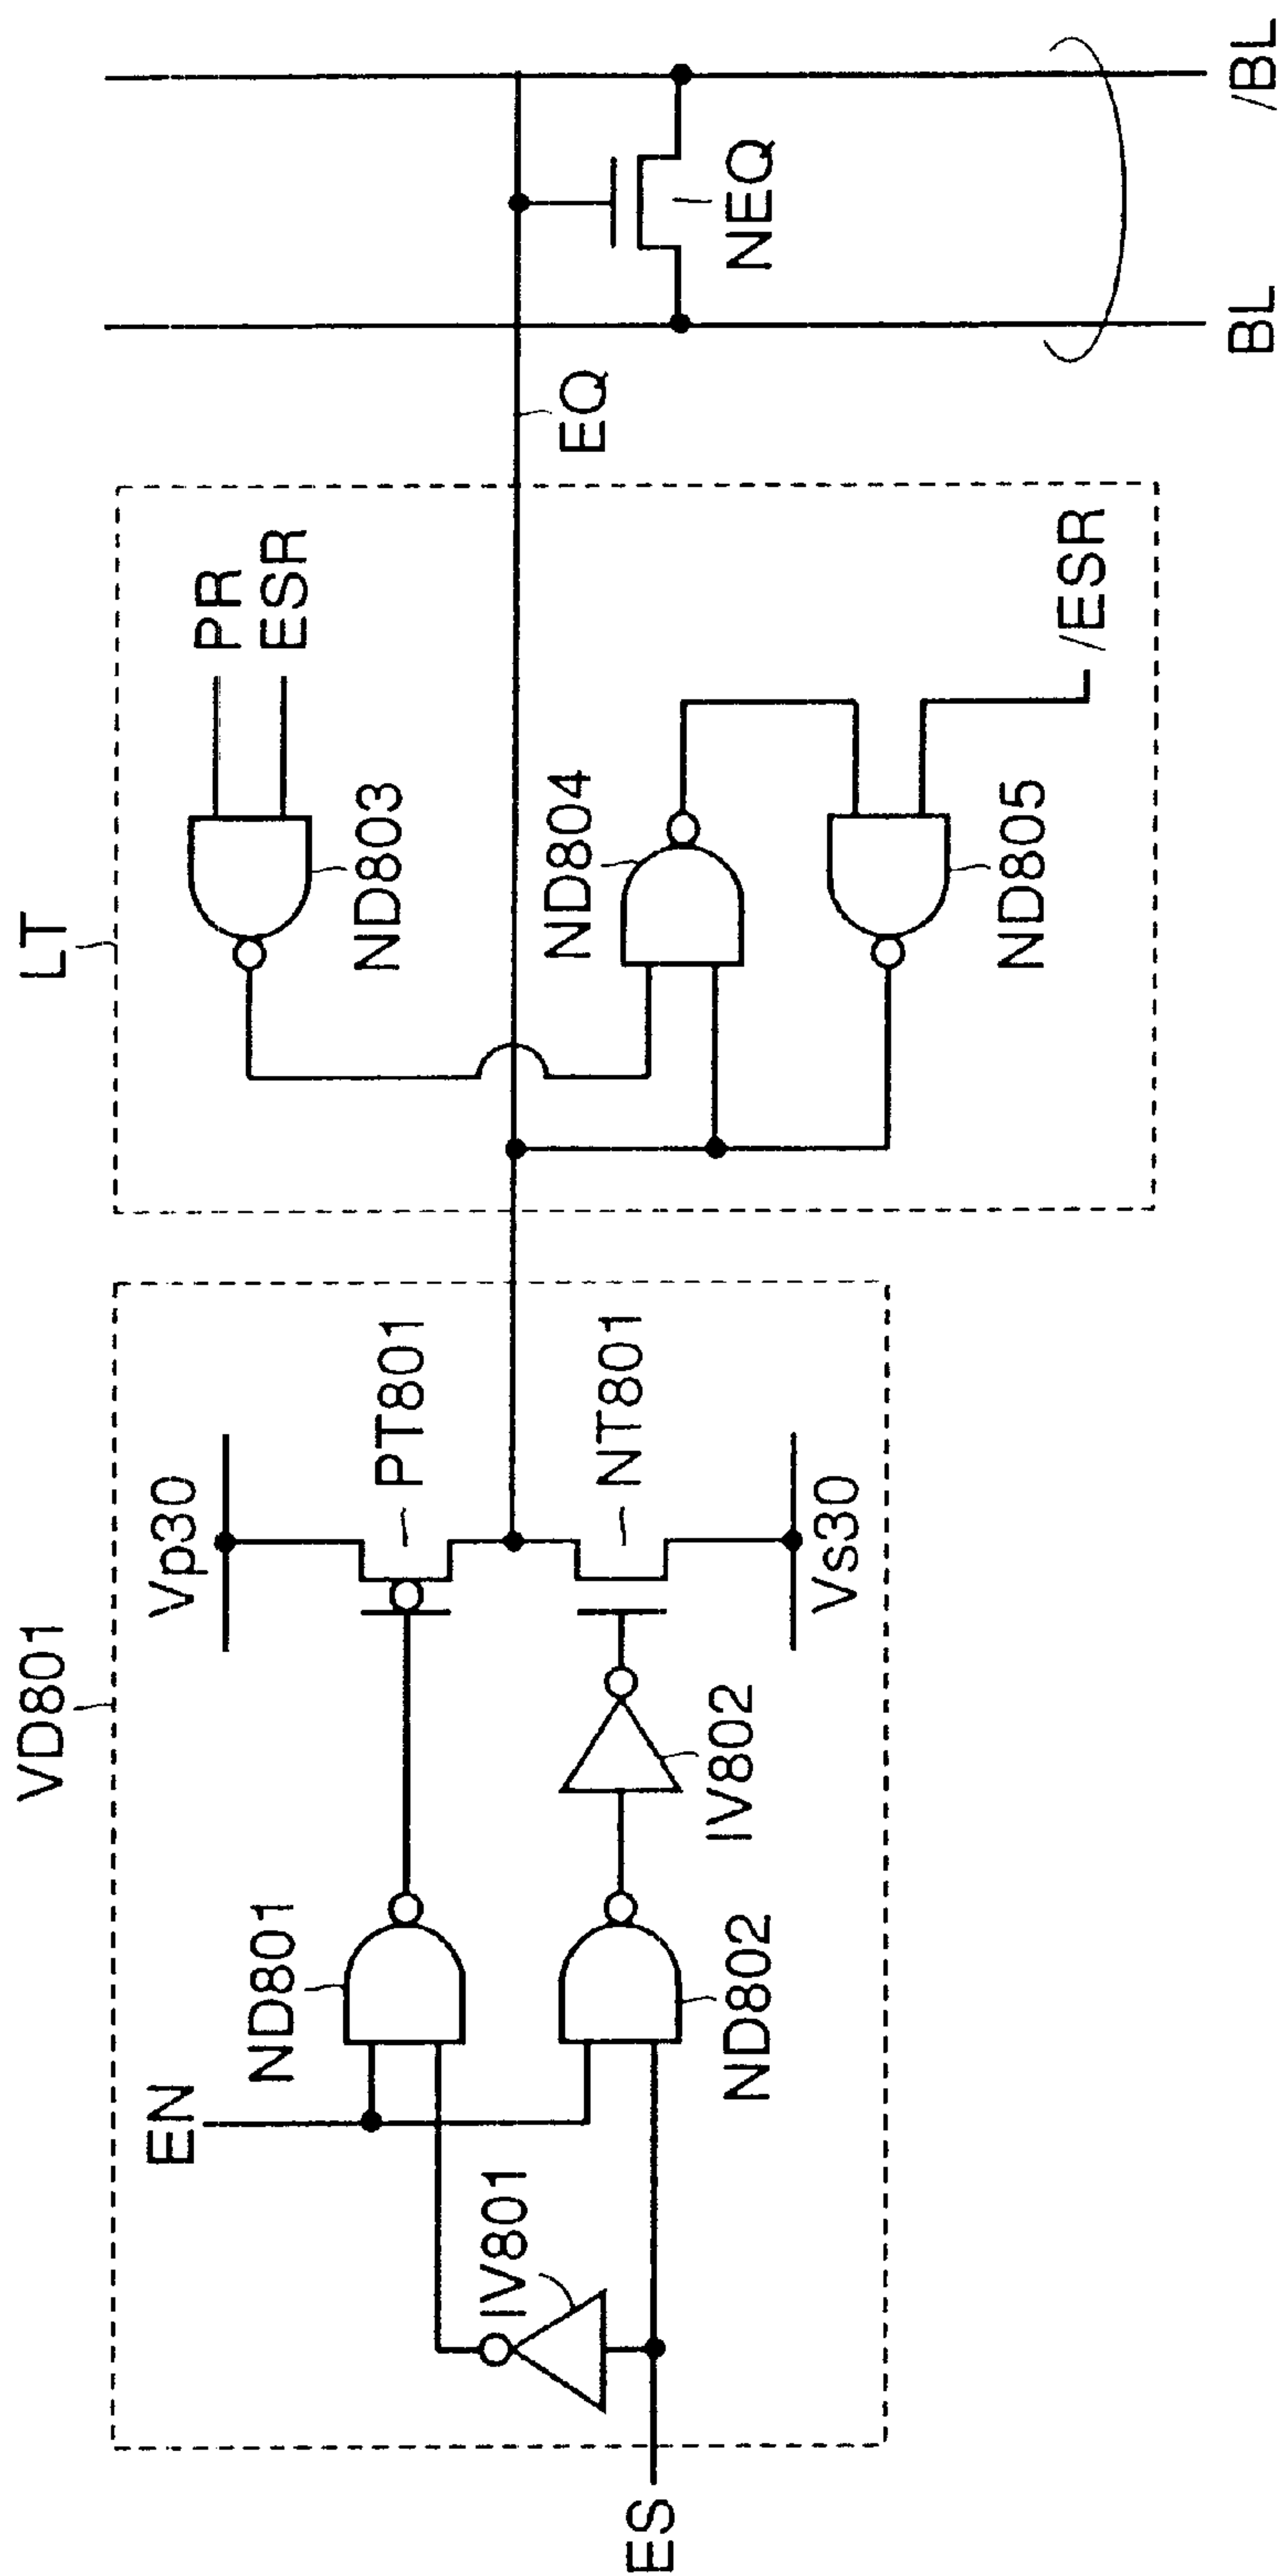 VD801
LT
EN
ND801
Vp30
PT801
PR
ESR
ND803
EQ
IV801
ND802
IV802
NT801
Vs30
ND804
ND805
/ESR
NEQ
ES
BL
/BL